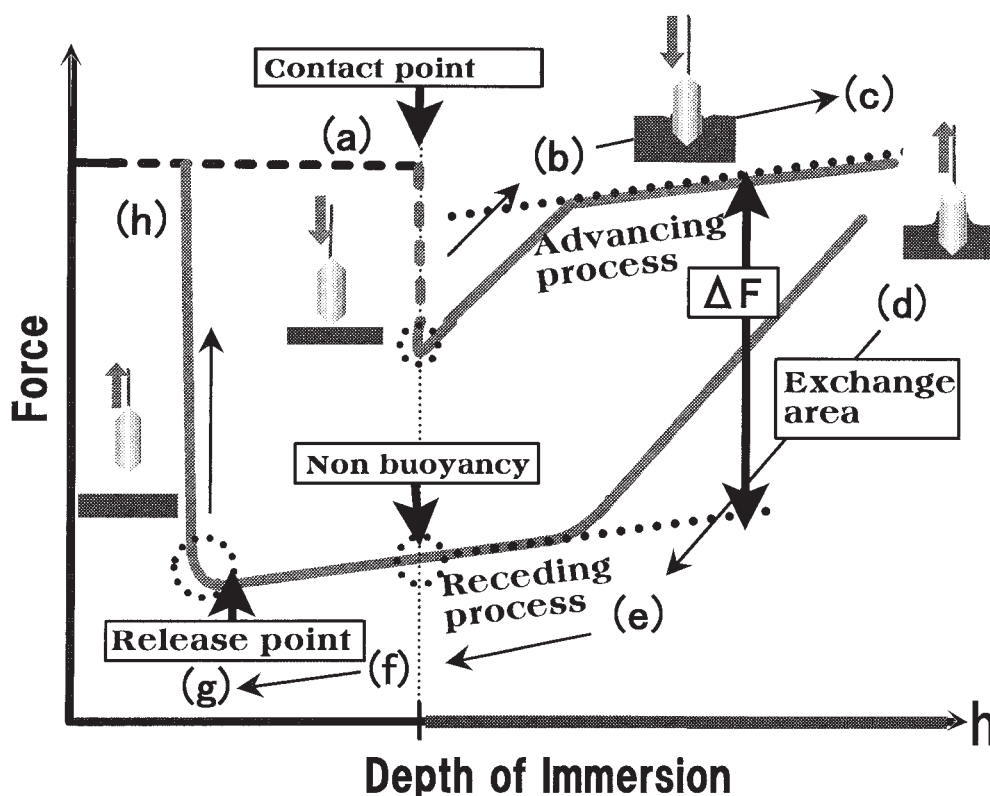 Contact point
(a)
(b)
(c)
(h)
Advancing
process
ΔF
(d)
Exchange
area
Force
Non buoyancy
Receding
process
(e)
Release point
(f)
(g)
h
Depth of Immersion